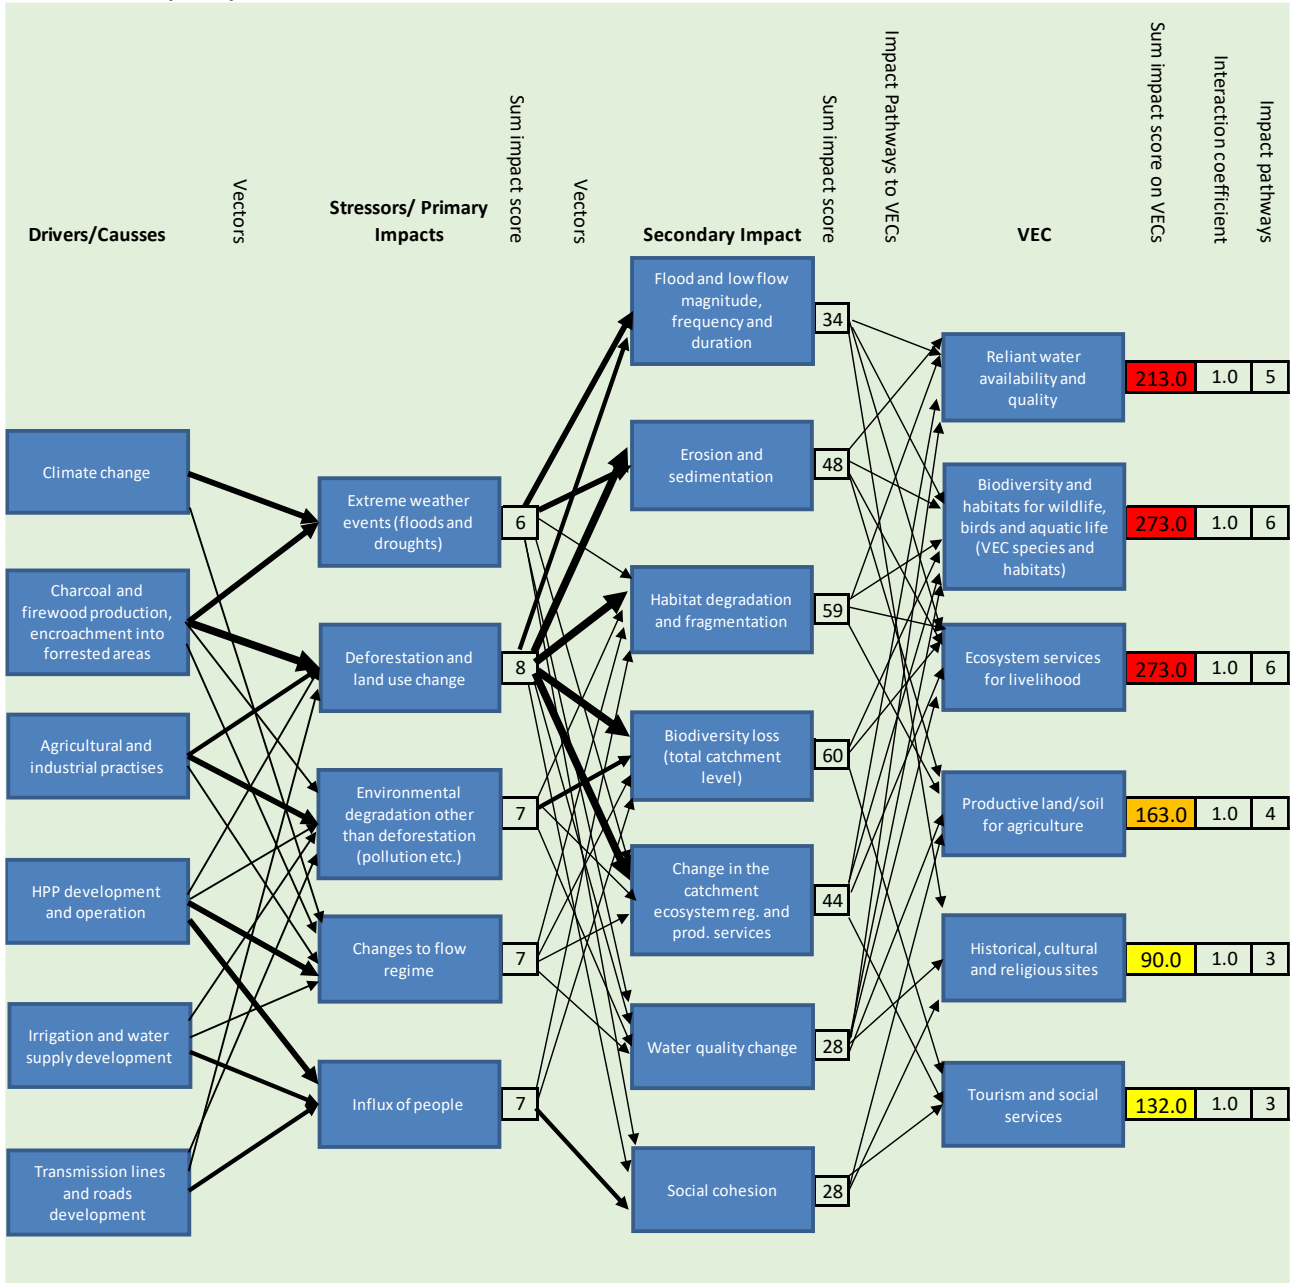 Drivers/Causses
Vectors
Stressors/ Primary
Impacts
Sum impact score
Vectors
Secondary Impact
Sum impact score
Impact Pathways to VECs
VEC
Sum impact score on VECs
Interaction coefficient
Impact pathways
Climate change
Charcoal and
firewood production,
encroachment into
forrested areas
Agricultural and
industrial practises
HPP development
and operation
Irrigation and water
supply development
Transmission lines
and roads
development
Extreme weather
events (floods and
droughts)
6
Deforestation and
land use change
8
Environmental
degradation other
than deforestation
(pollution etc.)
7
Changes to flow
regime
7
Influx of people
7
Flood and low flow
magnitude,
frequency and
duration
34
Erosion and
sedimentation
48
Habitat degradation
and fragmentation
59
Biodiversity loss
(total catchment
level)
60
Change in the
catchment
ecosystem reg. and
prod. services
44
Water quality change
28
Social cohesion
28
Reliant water
availability and
quality
213.0 1.0 5
Biodiversity and
habitats for wildlife,
birds and aquatic life
(VEC species and
habitats)
273.0 1.0 6
Ecosystem services
for livelihood
273.0 1.0 6
Productive land/soil
for agriculture
163.0 1.0 4
Historical, cultural
and religious sites
90.0 1.0 3
Tourism and social
services
132.0 1.0 3